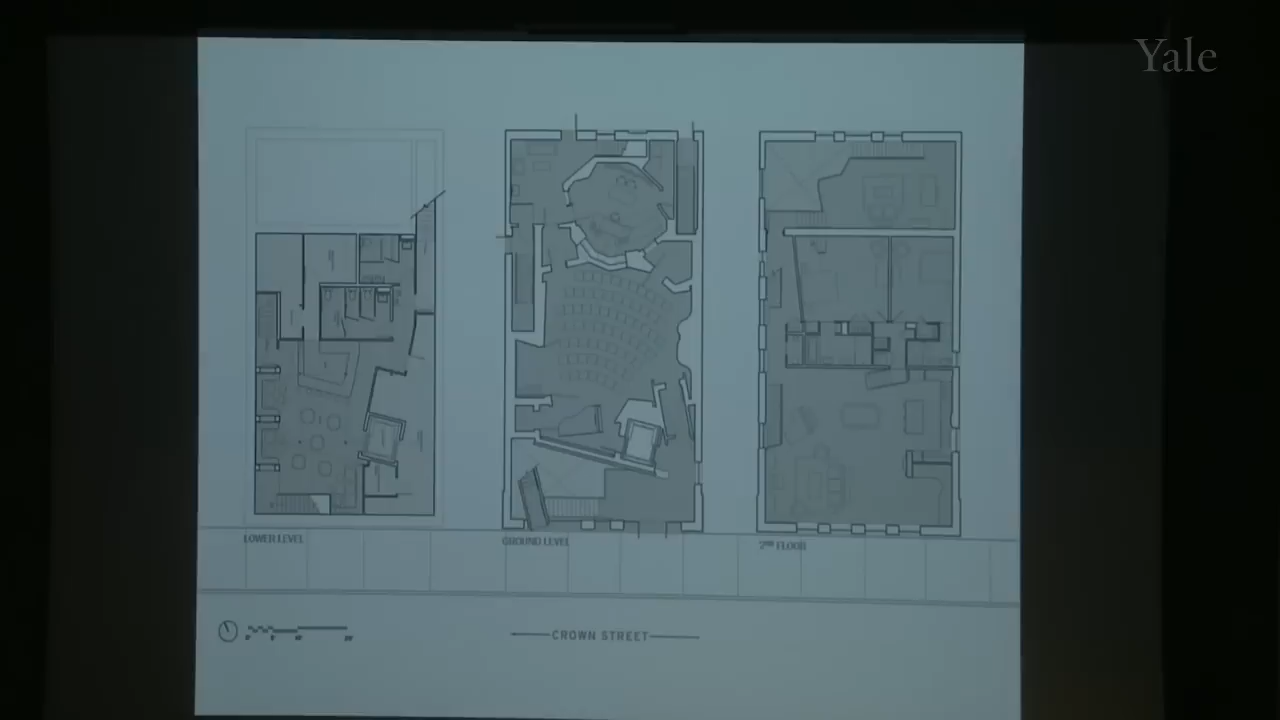 Yale
LOWER LEVEL
GROUND LEVEL
2ND FLOOR
CROWN STREET